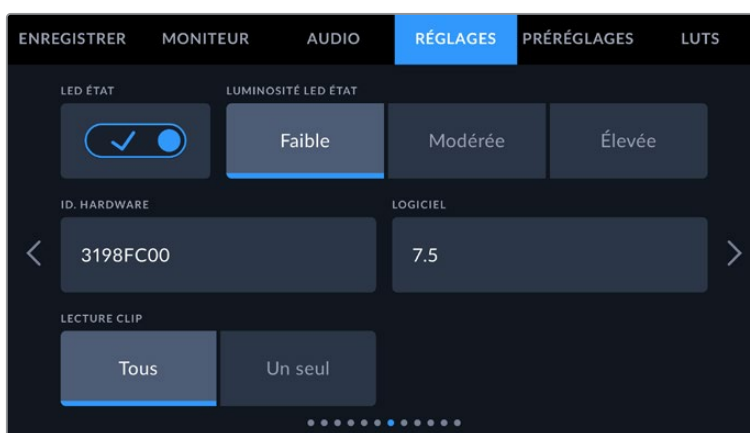 ENREGISTRER MONITEUR AUDIO RÉGLAGES PRÉRÉGLAGES LUTS
LED ÉTAT LUMINOSITÉ LED ÉTAT
Faible Modérée Élevée
ID. HARDWARE LOGICIEL
3198FC00 7.5
LECTURE CLIP
Tous Un seul